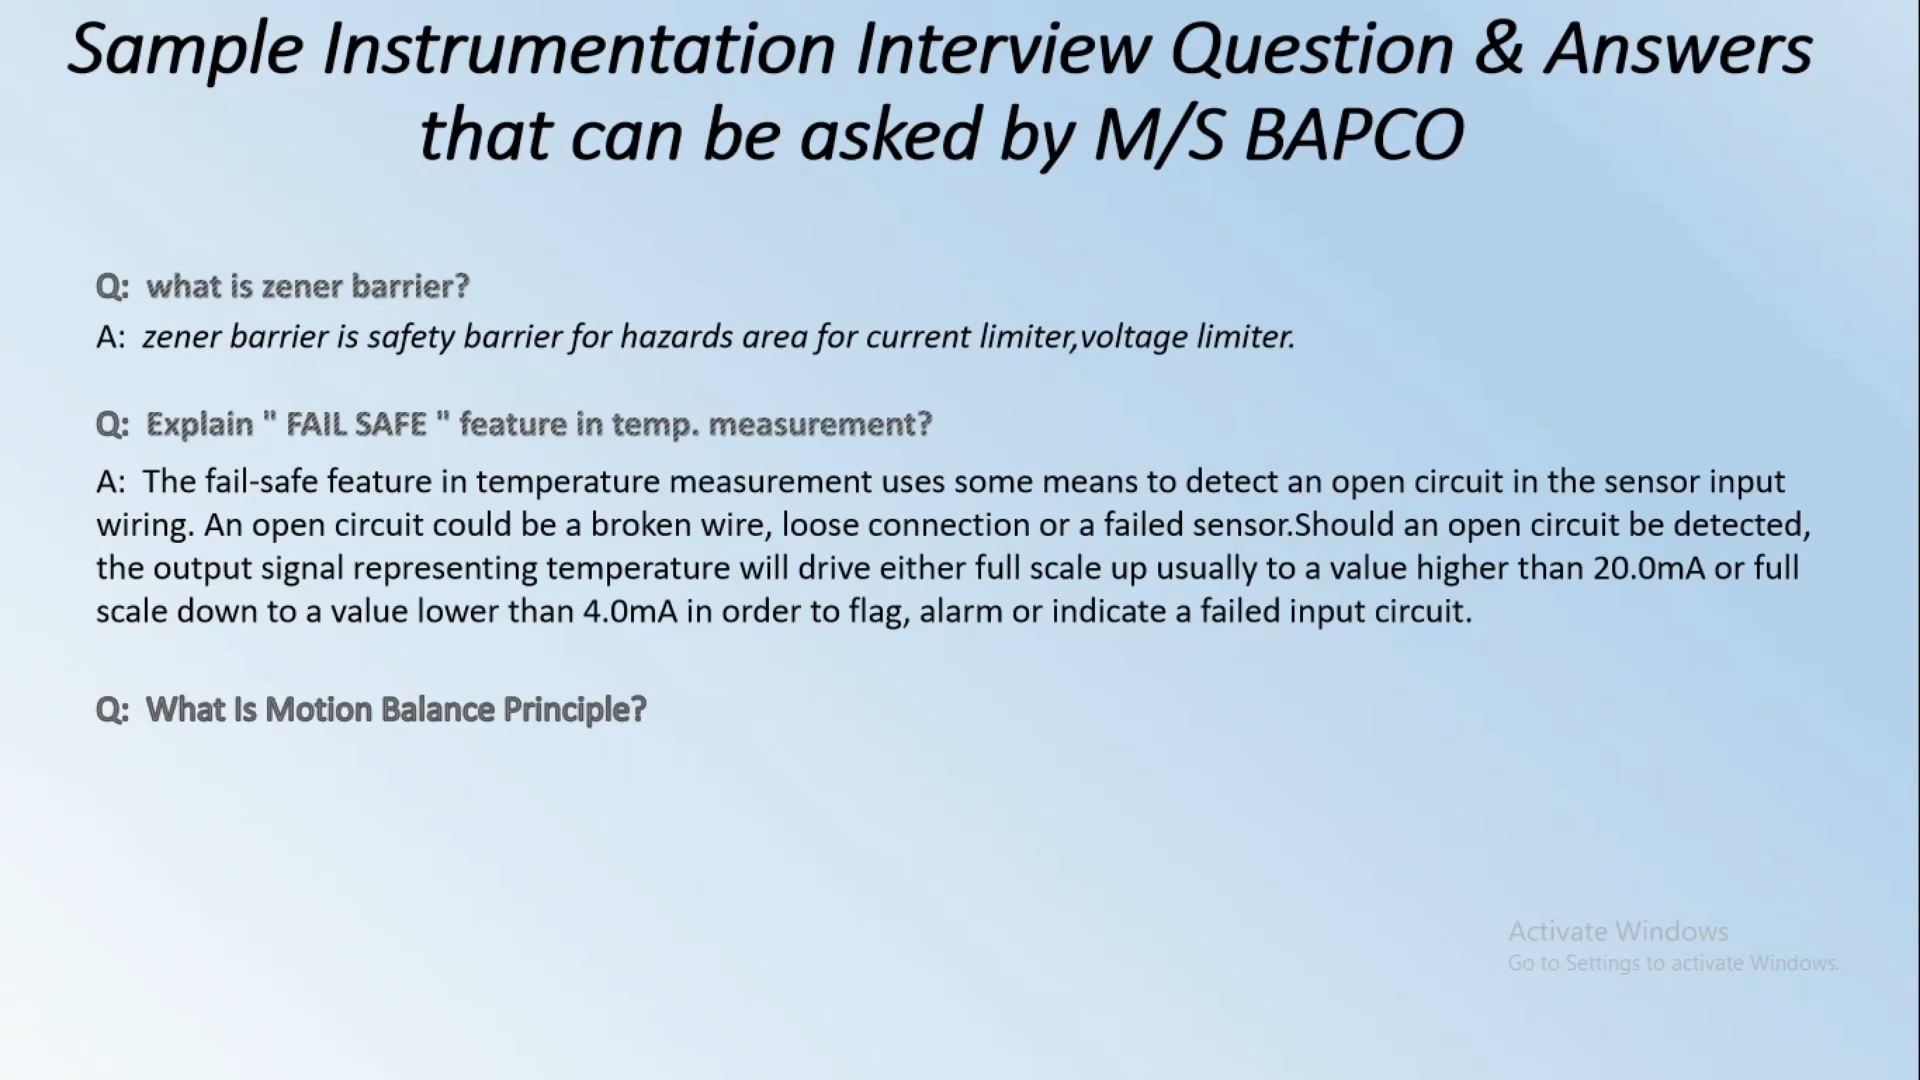 Sample Instrumentation Interview Question & Answers
that can be asked by M/S BAPCO
Q: what is zener barrier?
A: zener barrier is safety barrier for hazards area for current limiter,voltage limiter.
Q: Explain " FAIL SAFE " feature in temp. measurement?
A: The fail-safe feature in temperature measurement uses some means to detect an open circuit in the sensor input
wiring. An open circuit could be a broken wire, loose connection or a failed sensor.Should an open circuit be detected,
the output signal representing temperature will drive either full scale up usually to a value higher than 20.0mA or full
scale down to a value lower than 4.0mA in order to flag, alarm or indicate a failed input circuit.
Q: What Is Motion Balance Principle?
Activate Windows
Go to Settings to activate Windows.